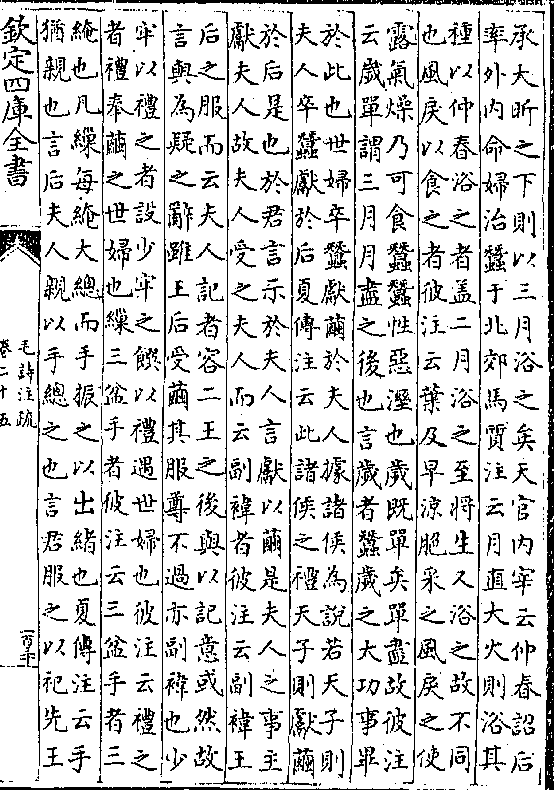 承大昕之下則以三月浴之矣天官内宰云仲春詔后
率外内命婦治蠶于北郊馬質注云月直大火則浴其
種以仲春浴之者蓋二月浴之至將生又浴之故不同
也風戾以食之者彼注云葉及早涼脃采之風戾之使
露氣燥乃可食蠶蠶性惡溼也歲既單矣單盡故彼注
云歲單謂三月月盡之後也言歲者蠶歲之大功事畢
於此也世婦卒蠶獻繭於夫人據諸侯為說若天子則
夫人卒蠶獻於后夏傳注云此諸侯之禮天子則獻繭
於后是也於君言示於夫人言獻以繭是夫人之事主
獻夫人故夫人受之夫人而云副褘者彼注云副褘王
后之服而云夫人記者容二王之後與以記意或然故
言與為疑之辭雖王后受繭其服尊不過亦副褘也少
牢以禮之者設少牢之饌以禮遇世婦也彼注云禮之
者禮奉繭之世婦也繅三盆手者彼注云三盆手者三
淹也凡繅每淹大總而手振之以出緒也夏傳注云手
猶親也言后夫人親以手總之也言君服之以祀先王
欽定四庫全書
毛詩注疏
卷二十五